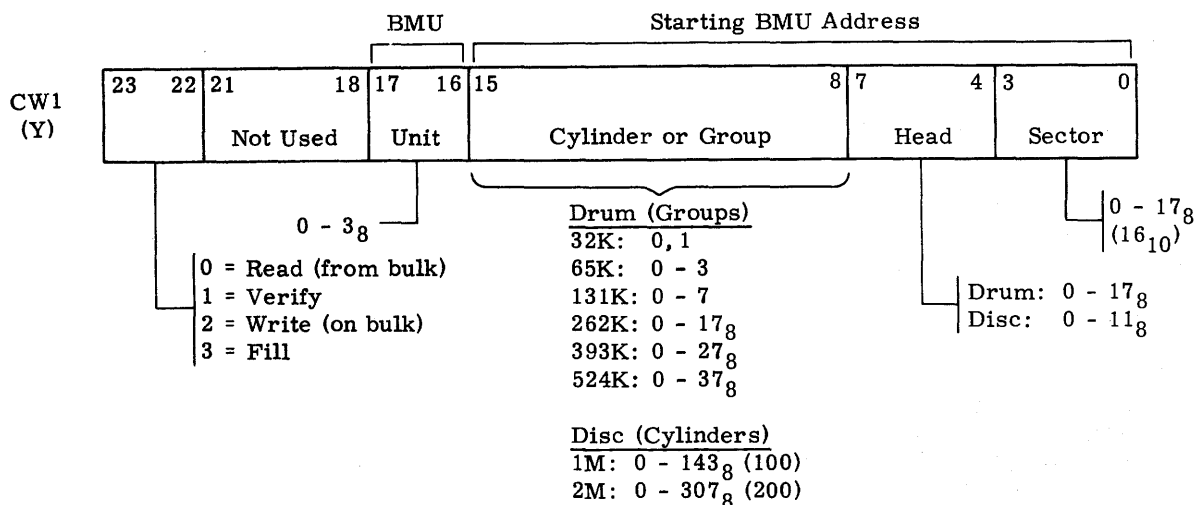 BMU Starting BMU Address
CW1
(Y)
23 22 21 18 17 16 15 8 7 4 3 0
Not Used Unit Cylinder or Group Head Sector
0 - 3₈
0 = Read (from bulk)
1 = Verify
2 = Write (on bulk)
3 = Fill
Drum (Groups)
32K: 0, 1
65K: 0 - 3
131K: 0 - 7
262K: 0 - 17₈
393K: 0 - 27₈
524K: 0 - 37₈
Disc (Cylinders)
1M: 0 - 143₈ (100)
2M: 0 - 307₈ (200)
Drum: 0 - 17₈
Disc: 0 - 11₈
0 - 17₈
(16₁₀)